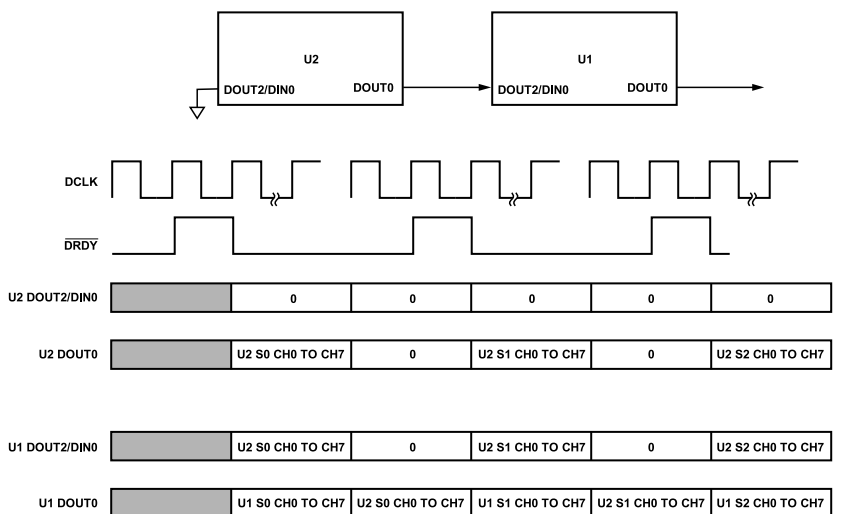 U2
DOUT2/DIN0
DOUT0
U1
DOUT2/DIN0
DOUT0
DCLK
DRDY
U2 DOUT2/DIN0
0
0
0
0
0
U2 DOUT0
U2 S0 CH0 TO CH7
0
U2 S1 CH0 TO CH7
0
U2 S2 CH0 TO CH7
U1 DOUT2/DIN0
U2 S0 CH0 TO CH7
0
U2 S1 CH0 TO CH7
0
U2 S2 CH0 TO CH7
U1 DOUT0
U1 S0 CH0 TO CH7
U2 S0 CH0 TO CH7
U1 S1 CH0 TO CH7
U2 S1 CH0 TO CH7
U1 S2 CH0 TO CH7